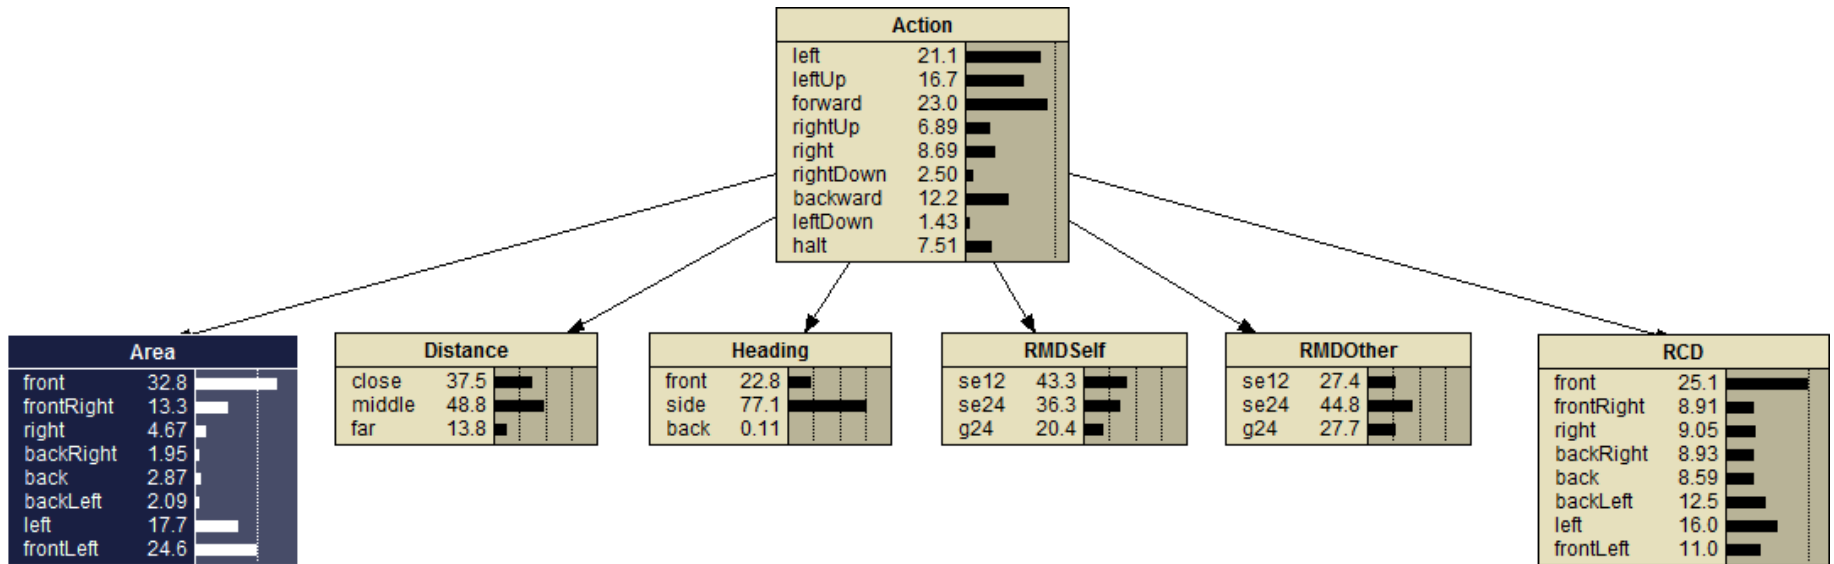 Action
left 21.1
leftUp 16.7
forward 23.0
rightUp 6.89
right 8.69
rightDown 2.50
backward 12.2
leftDown 1.43
halt 7.51
Area
front 32.8
frontRight 13.3
right 4.67
backRight 1.95
back 2.87
backLeft 2.09
left 17.7
frontLeft 24.6
Distance
close 37.5
middle 48.8
far 13.8
Heading
front 22.8
side 77.1
back 0.11
RMDSelf
se12 43.3
se24 36.3
g24 20.4
RMDOther
se12 27.4
se24 44.8
g24 27.7
RCD
front 25.1
frontRight 8.91
right 9.05
backRight 8.93
back 8.59
backLeft 12.5
left 16.0
frontLeft 11.0